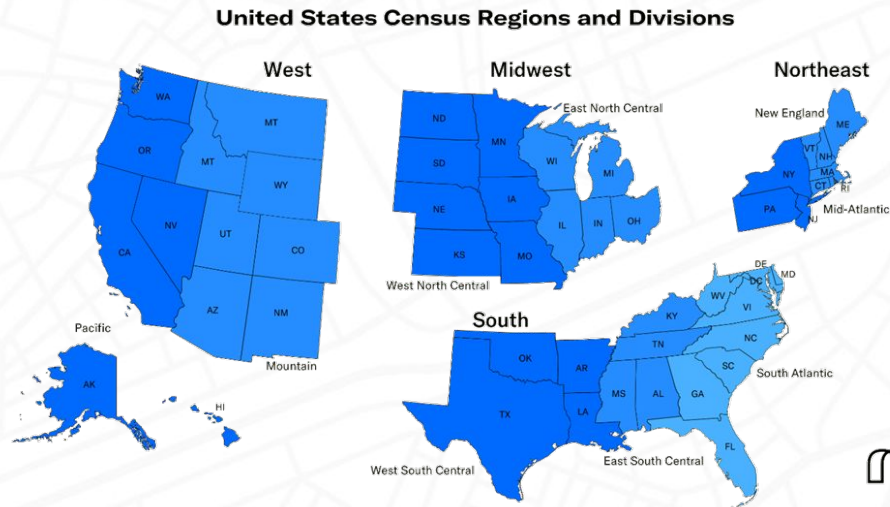 United States Census Regions and Divisions
West
WA
OR
MT
MT
WY
NV
CA
UT
CO
AZ
NM
Pacific
Mountain
AK
HI
Midwest
East North Central
ND
MN
SD
WI
MI
IA
NE
IL
IN
OH
KS
MO
West North Central
Northeast
New England
ME
VT
NH
NY
MA
CT
RI
PA
NJ
Mid-Atlantic
South
DE
MD
DC
WV
VI
KY
NC
TN
OK
AR
SC
South Atlantic
MS
AL
GA
TX
LA
FL
West South Central
East South Central